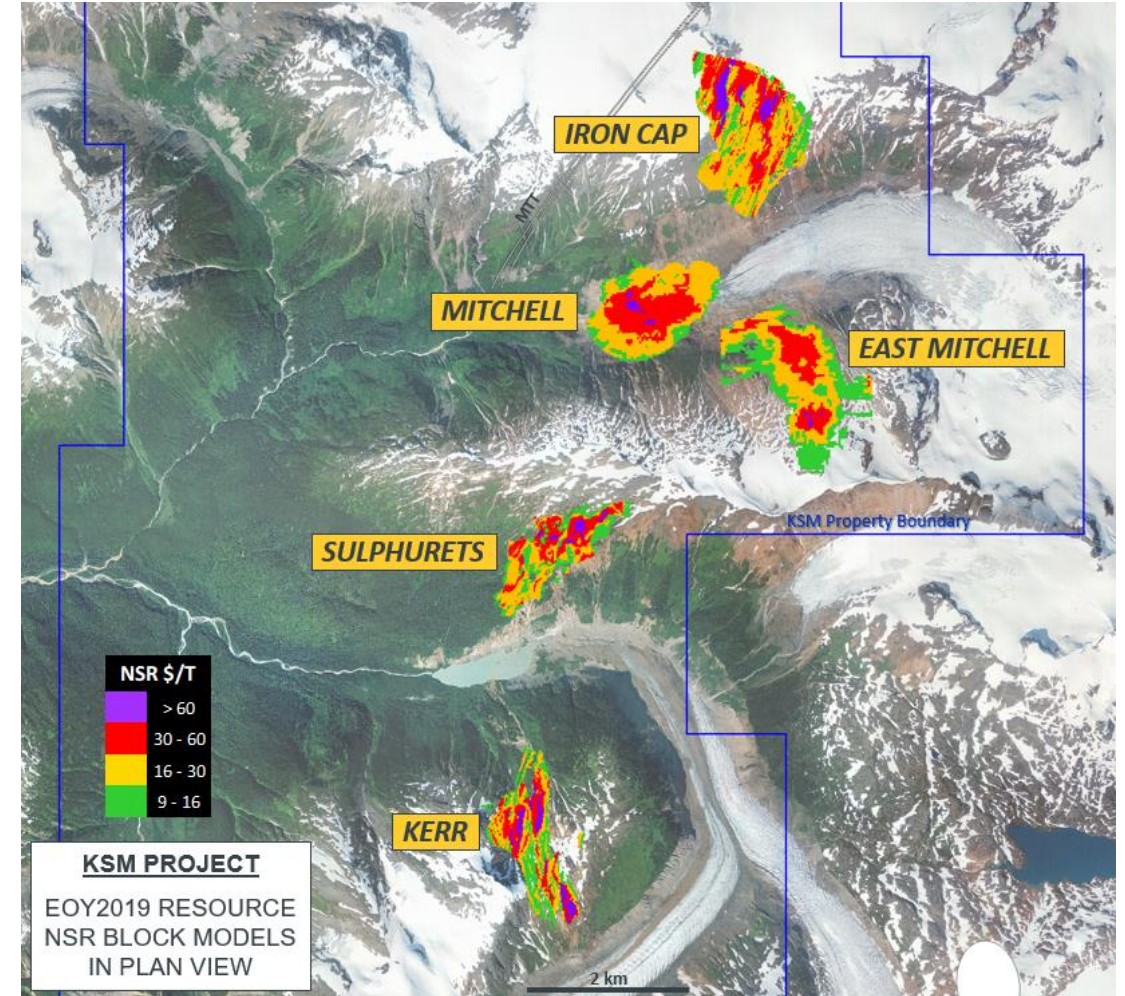 IRON CAP
MTT
MITCHELL
EAST MITCHELL
KSM Property Boundary
SULPHURETS
NSR $/T
> 60
30 - 60
16 - 30
9 - 16
KERR
KSM PROJECT
EOY2019 RESOURCE
NSR BLOCK MODELS
IN PLAN VIEW
2 km